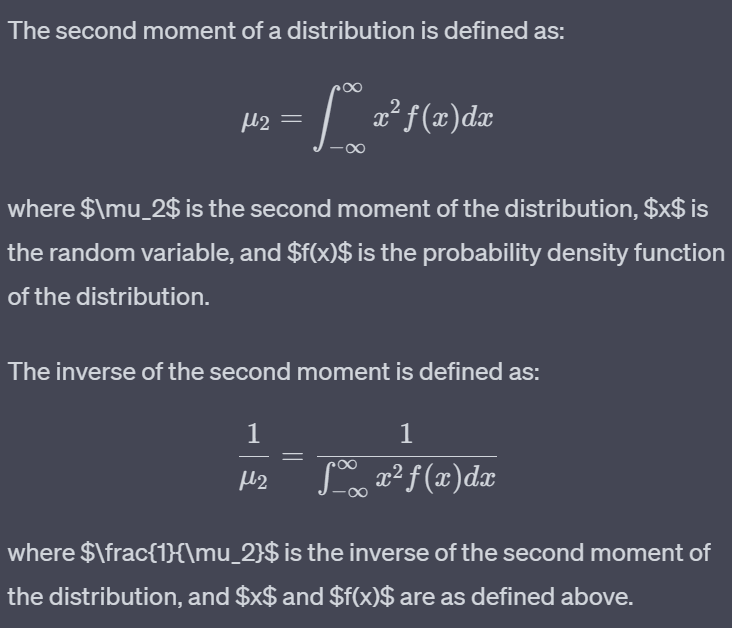 The second moment of a distribution is defined as:
μ₂ = ∫_{−∞}^{∞} x² f(x)dx
where $\mu_2$ is the second moment of the distribution, $x$ is
the random variable, and $f(x)$ is the probability density function
of the distribution.
The inverse of the second moment is defined as:
1/μ₂ = 1/∫_{−∞}^{∞} x² f(x)dx
where $\frac{1}{\mu_2}$ is the inverse of the second moment of
the distribution, and $x$ and $f(x)$ are as defined above.